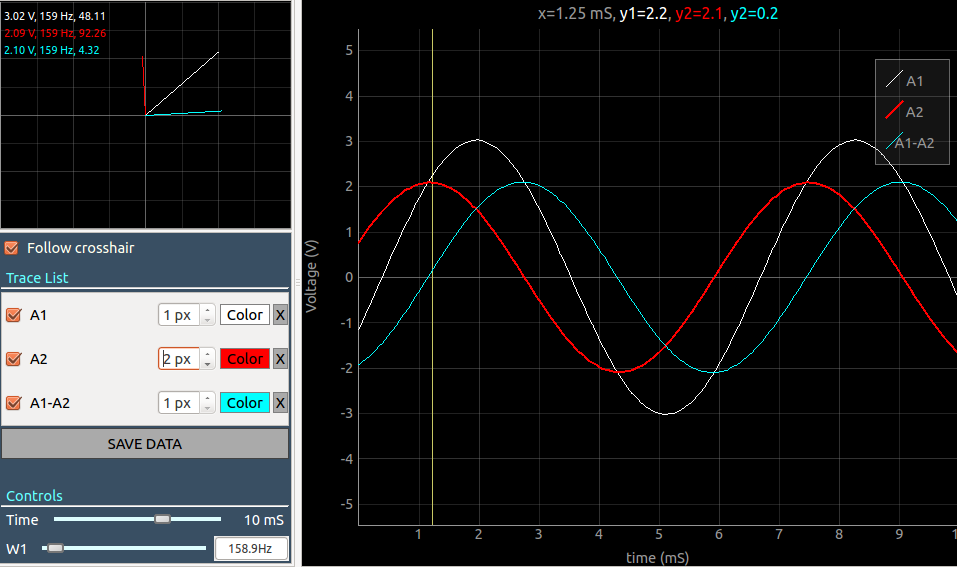 3.02 V, 159 Hz, 48.11
2.09 V, 159 Hz, 92.26
2.10 V, 159 Hz, 4.32
Follow crosshair
Trace List
A1 1 px Color X
A2 2 px Color X
A1-A2 1 px Color X
SAVE DATA
Controls
Time 10 mS
W1 158.9Hz
x=1.25 mS, y1=2.2, y2=2.1, y2=0.2
A1
A2
A1-A2
Voltage (V)
5
4
3
2
1
0
-1
-2
-3
-4
-5
1 2 3 4 5 6 7 8 9 1
time (mS)